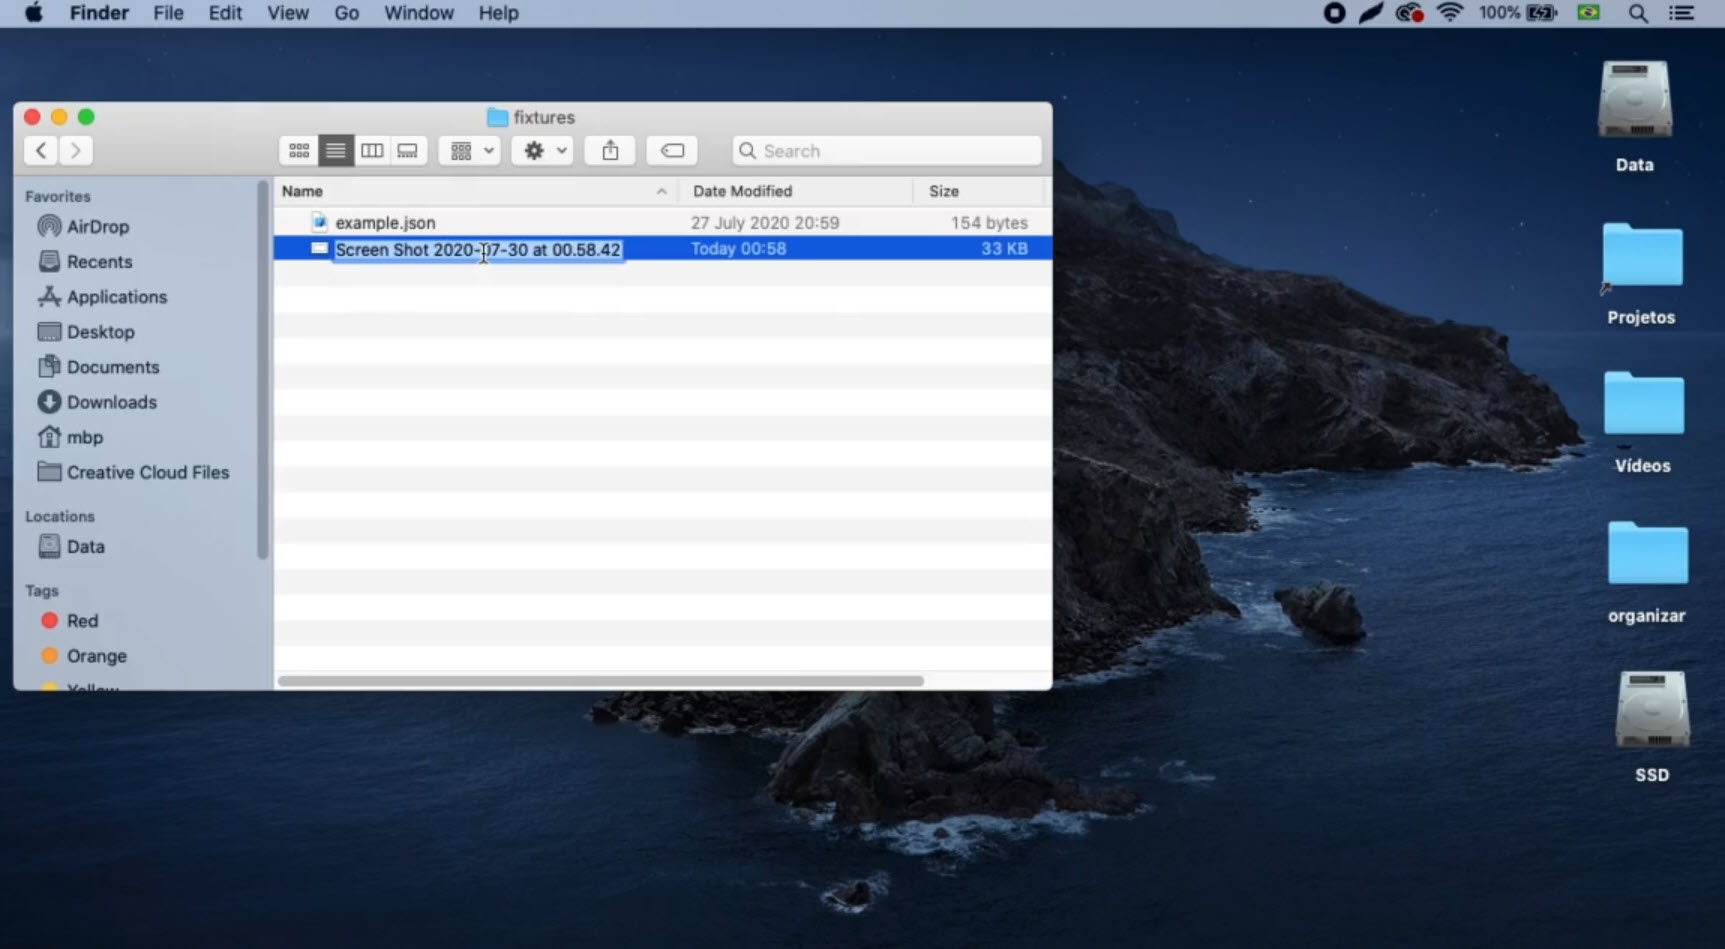 Finder File Edit View Go Window Help 100%
fixtures
Search
Favorites
AirDrop
Recents
Applications
Desktop
Documents
Downloads
mbp
Creative Cloud Files
Locations
Data
Tags
Red
Orange
Yellow
Name Date Modified Size
example.json 27 July 2020 20:59 154 bytes
Screen Shot 2020-07-30 at 00.58.42 Today 00:58 33 KB
Data
Projetos
Vídeos
organizar
SSD